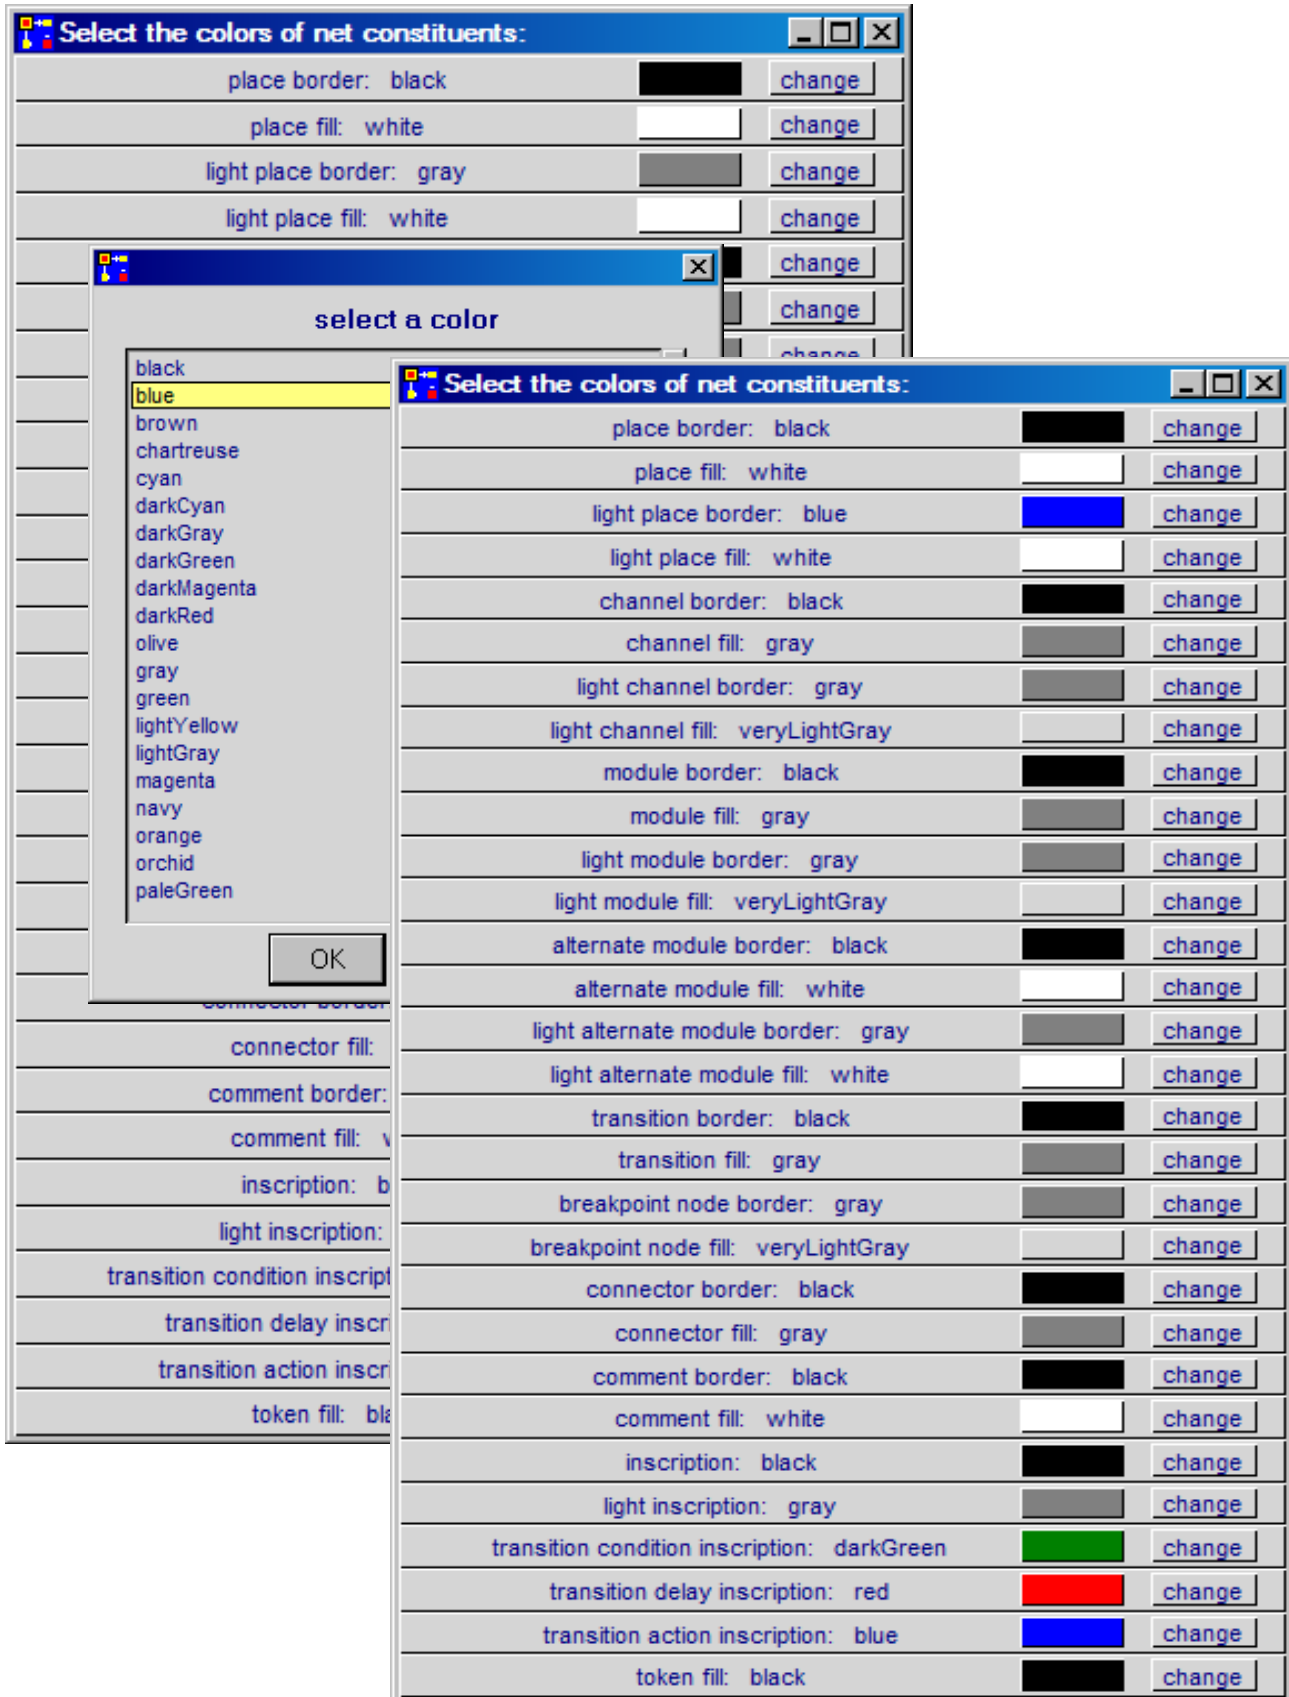 Select the colors of net constituents:
place border: black change
place fill: white change
light place border: gray change
light place fill: white change
change
change
change
select a color
black
blue
brown
chartreuse
cyan
darkCyan
darkGray
darkGreen
darkMagenta
darkRed
olive
gray
green
lightYellow
lightGray
magenta
navy
orange
orchid
paleGreen
OK
connector border
connector fill:
comment border:
comment fill:
inscription: b
light inscription:
transition condition inscript
transition delay inscri
transition action inscri
token fill: bla
Select the colors of net constituents:
place border: black change
place fill: white change
light place border: blue change
light place fill: white change
channel border: black change
channel fill: gray change
light channel border: gray change
light channel fill: veryLightGray change
module border: black change
module fill: gray change
light module border: gray change
light module fill: veryLightGray change
alternate module border: black change
alternate module fill: white change
light alternate module border: gray change
light alternate module fill: white change
transition border: black change
transition fill: gray change
breakpoint node border: gray change
breakpoint node fill: veryLightGray change
connector border: black change
connector fill: gray change
comment border: black change
comment fill: white change
inscription: black change
light inscription: gray change
transition condition inscription: darkGreen change
transition delay inscription: red change
transition action inscription: blue change
token fill: black change